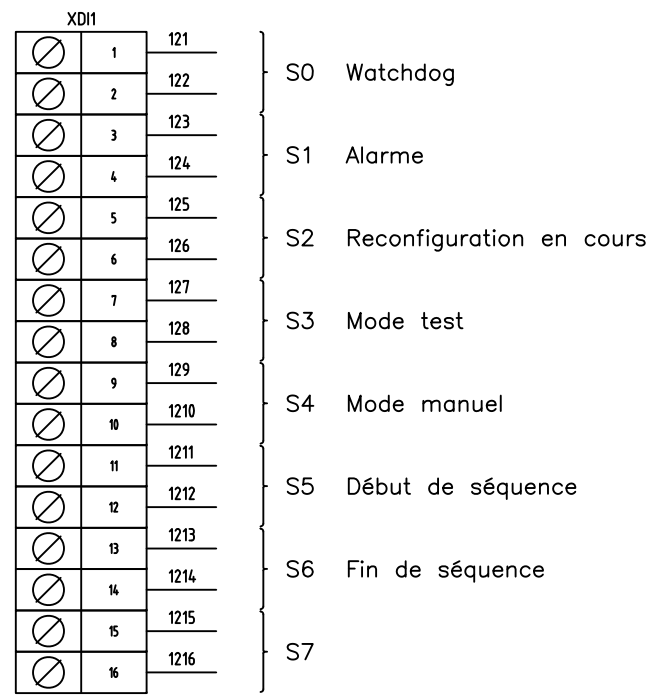 XDI1
1 121
S0 Watchdog
2 122
3 123
S1 Alarme
4 124
5 125
S2 Reconfiguration en cours
6 126
7 127
S3 Mode test
8 128
9 129
S4 Mode manuel
10 1210
11 1211
S5 Début de séquence
12 1212
13 1213
S6 Fin de séquence
14 1214
15 1215
S7
16 1216